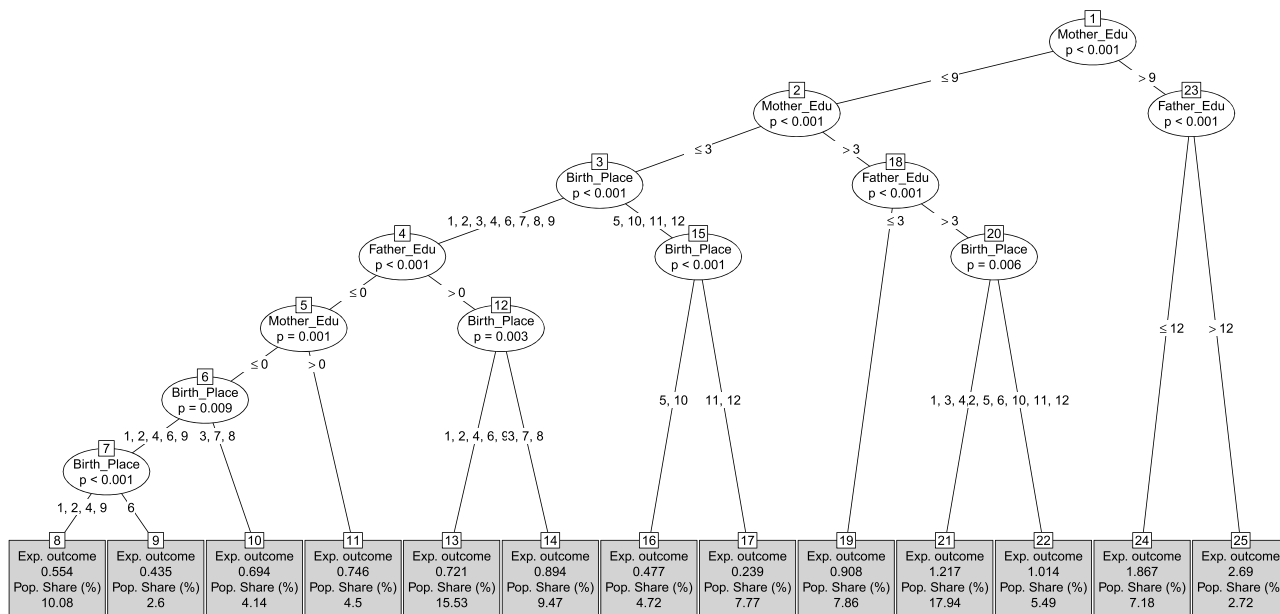 1
Mother_Edu
p < 0.001
≤ 9
> 9
2
Mother_Edu
p < 0.001
23
Father_Edu
p < 0.001
≤ 3
> 3
3
Birth_Place
p < 0.001
18
Father_Edu
p < 0.001
1, 2, 3, 4, 6, 7, 8, 9
5, 10, 11, 12
≤ 3
> 3
4
Father_Edu
p < 0.001
15
Birth_Place
p < 0.001
20
Birth_Place
p = 0.006
≤ 0
> 0
5
Mother_Edu
p = 0.001
12
Birth_Place
p = 0.003
≤ 12
> 12
≤ 0
> 0
6
Birth_Place
p = 0.009
5, 10
11, 12
1, 3, 4,
2, 5, 6, 10, 11, 12
1, 2, 4, 6, 9
3, 7, 8
1, 2, 4, 6, 9
3, 7, 8
7
Birth_Place
p < 0.001
1, 2, 4, 9
6
8
Exp. outcome
0.554
Pop. Share (%)
10.08
9
Exp. outcome
0.435
Pop. Share (%)
2.6
10
Exp. outcome
0.694
Pop. Share (%)
4.14
11
Exp. outcome
0.746
Pop. Share (%)
4.5
13
Exp. outcome
0.721
Pop. Share (%)
15.53
14
Exp. outcome
0.894
Pop. Share (%)
9.47
16
Exp. outcome
0.477
Pop. Share (%)
4.72
17
Exp. outcome
0.239
Pop. Share (%)
7.77
19
Exp. outcome
0.908
Pop. Share (%)
7.86
21
Exp. outcome
1.217
Pop. Share (%)
17.94
22
Exp. outcome
1.014
Pop. Share (%)
5.49
24
Exp. outcome
1.867
Pop. Share (%)
7.18
25
Exp. outcome
2.69
Pop. Share (%)
2.72